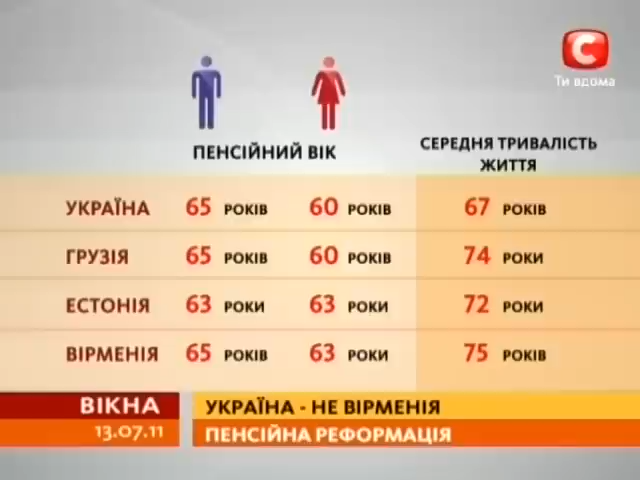 Ти вдома
ПЕНСІЙНИЙ ВІК
СЕРЕДНЯ ТРИВАЛІСТЬ
ЖИТТЯ
УКРАЇНА 65 РОКІВ 60 РОКІВ 67 РОКІВ
ГРУЗІЯ 65 РОКІВ 60 РОКІВ 74 РОКИ
ЕСТОНІЯ 63 РОКИ 63 РОКИ 72 РОКИ
ВІРМЕНІЯ 65 РОКІВ 63 РОКИ 75 РОКІВ
ВІКНА УКРАЇНА - НЕ ВІРМЕНІЯ
13.07.11 ПЕНСІЙНА РЕФОРМАЦІЯ